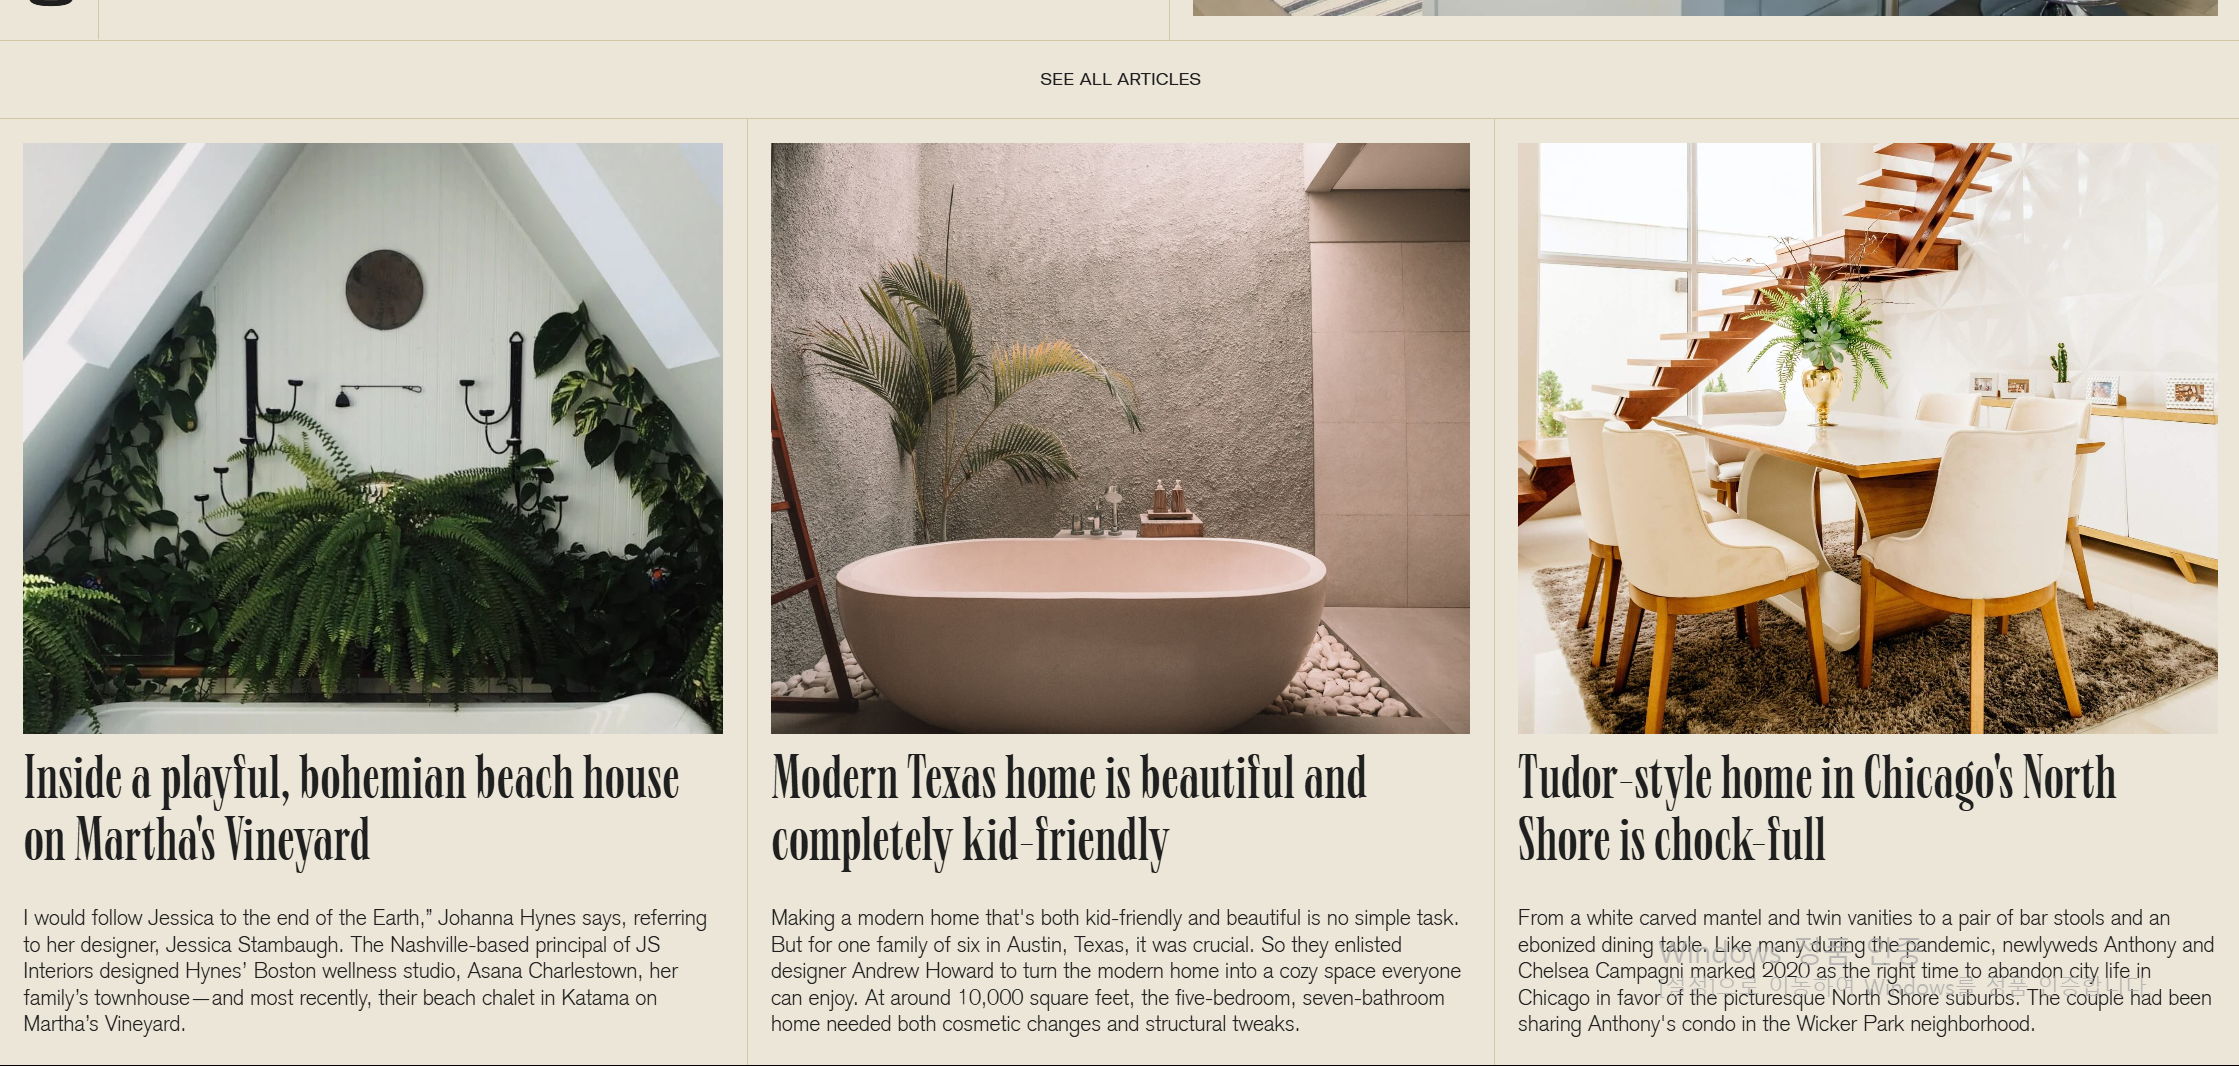 SEE ALL ARTICLES
Inside a playful, bohemian beach house
on Martha's Vineyard
I would follow Jessica to the end of the Earth,” Johanna Hynes says, referring
to her designer, Jessica Stambaugh. The Nashville-based principal of JS
Interiors designed Hynes’ Boston wellness studio, Asana Charlestown, her
family’s townhouse—and most recently, their beach chalet in Katama on
Martha’s Vineyard.
Modern Texas home is beautiful and
completely kid-friendly
Making a modern home that's both kid-friendly and beautiful is no simple task.
But for one family of six in Austin, Texas, it was crucial. So they enlisted
designer Andrew Howard to turn the modern home into a cozy space everyone
can enjoy. At around 10,000 square feet, the five-bedroom, seven-bathroom
home needed both cosmetic changes and structural tweaks.
Tudor-style home in Chicago's North
Shore is chock-full
From a white carved mantel and twin vanities to a pair of bar stools and an
ebonized dining table. Like many during the pandemic, newlyweds Anthony and
Chelsea Campagni marked 2020 as the right time to abandon city life in
Chicago in favor of the picturesque North Shore suburbs. The couple had been
sharing Anthony's condo in the Wicker Park neighborhood.
Windows 정품 인증
[설정]으로 이동하여 Windows를 정품 인증합니다.